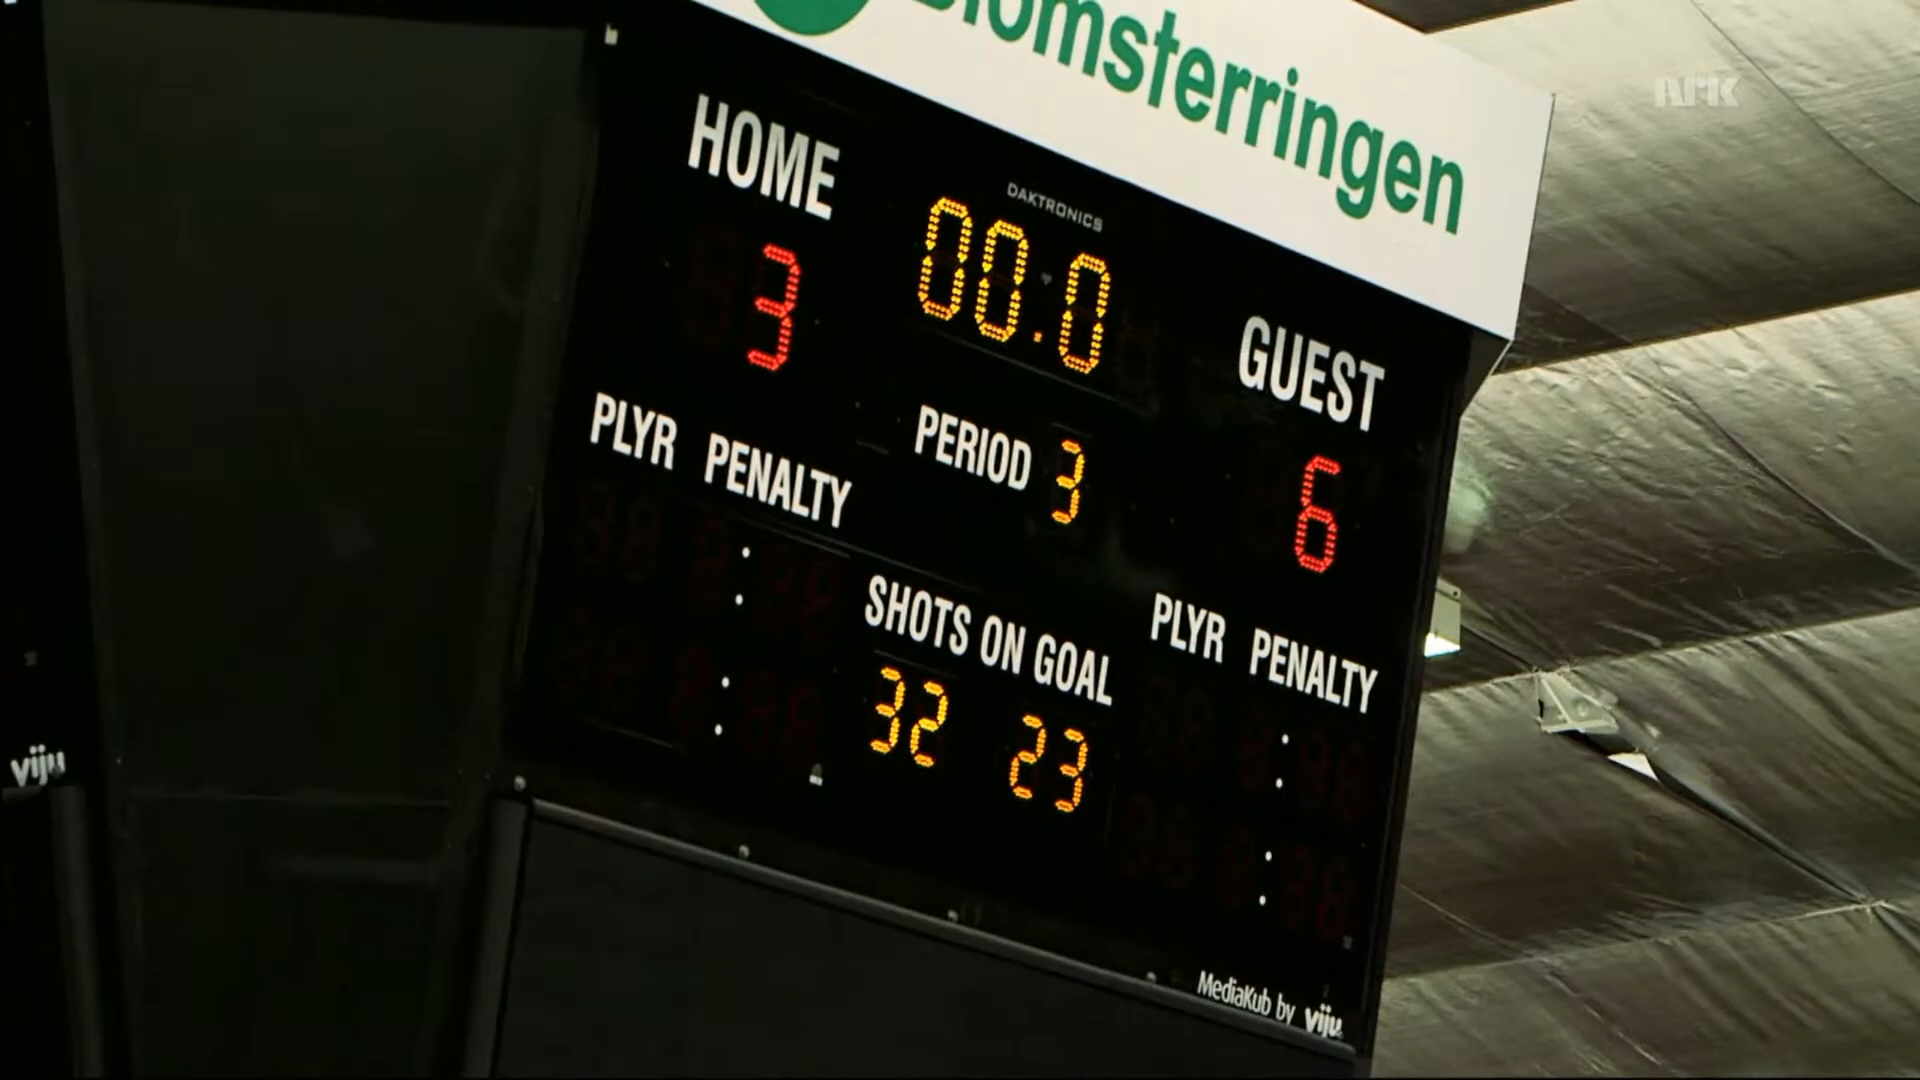 Blomsterringen
NRK
HOME
DAKTRONICS
00.0
3
GUEST
PERIOD 3
6
PLYR PENALTY
SHOTS ON GOAL
32 23
PLYR PENALTY
:
:
:
:
viju
MediaKub by viju